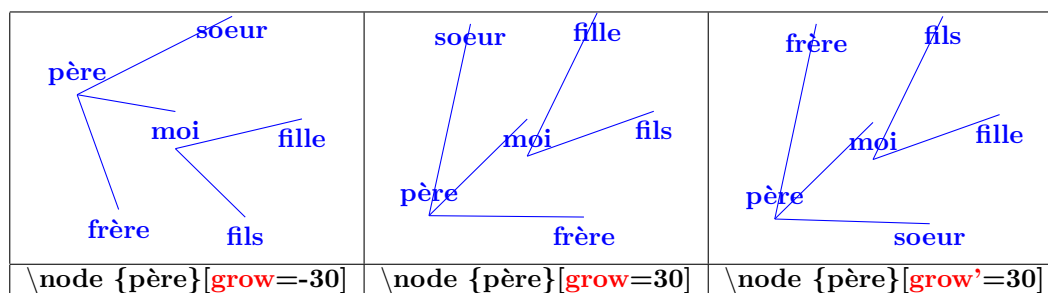 soeur
père
moi
fille
frère
fils
\node {père}[grow=-30]
soeur
fille
fils
moi
père
frère
\node {père}[grow=30]
frère
fils
fille
moi
père
soeur
\node {père}[grow’=30]